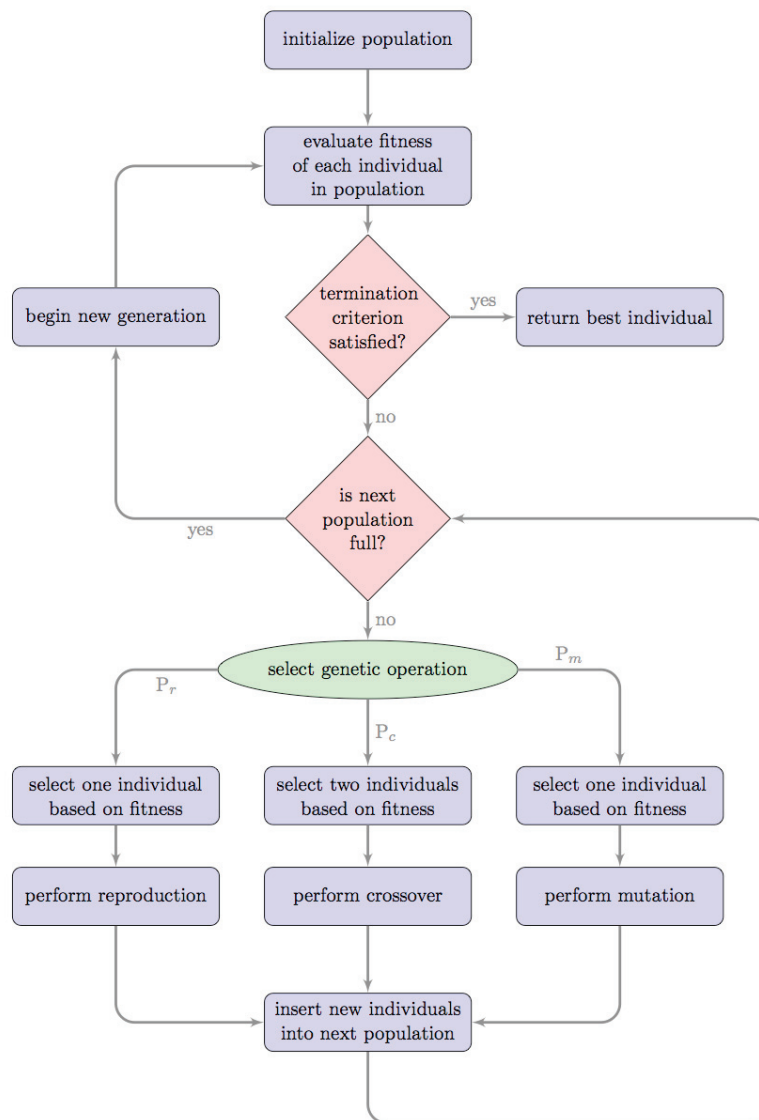 initialize population
evaluate fitness
of each individual
in population
termination
criterion
satisfied?
yes
return best individual
begin new generation
no
is next
population
full?
yes
no
select genetic operation
P_r
P_c
P_m
select one individual
based on fitness
select two individuals
based on fitness
select one individual
based on fitness
perform reproduction
perform crossover
perform mutation
insert new individuals
into next population